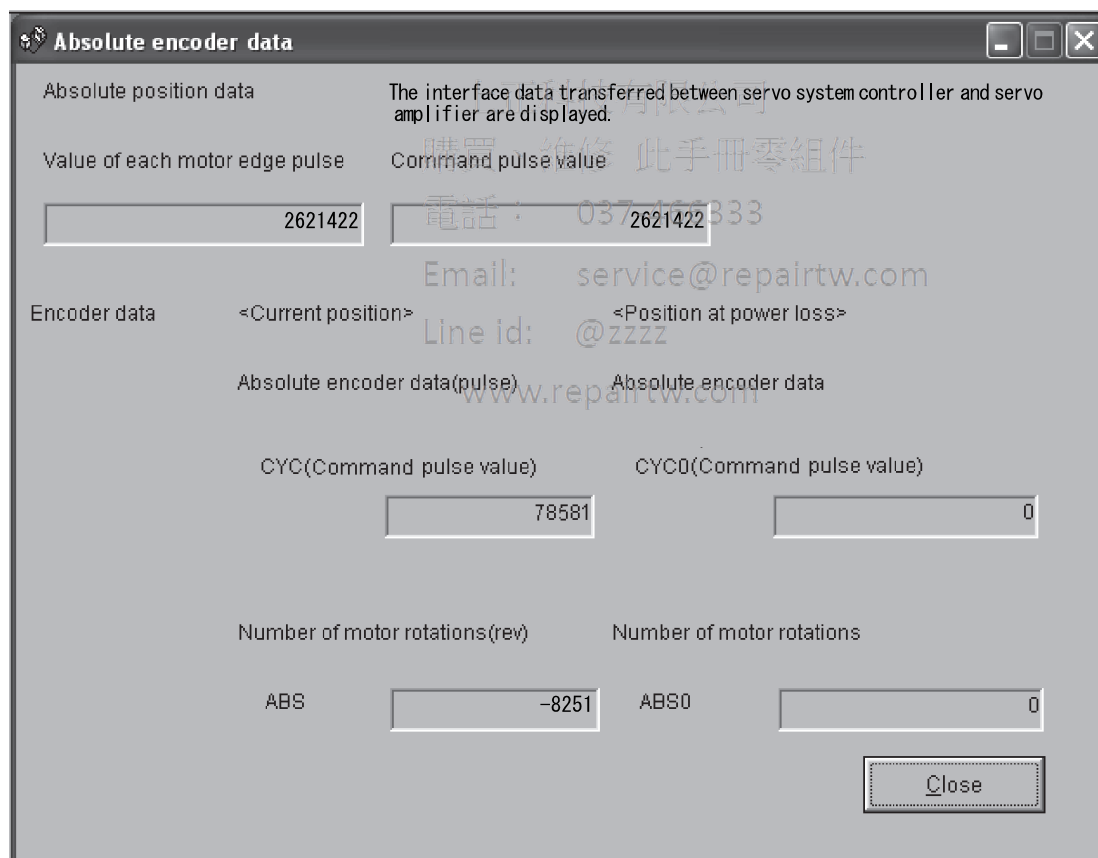 Absolute encoder data
Absolute position data
The interface data transferred between servo system controller and servo
amplifier are displayed.
有限公司
Value of each motor edge pulse Command pulse value
購買、維修 此手冊零組件
2621422 2621422
電話: 037-466333
Email: service@repairtw.com
Encoder data <Current position> <Position at power loss>
Line id: @zzzz
Absolute encoder data(pulse) Absolute encoder data
www.repairtw.com
CYC(Command pulse value) CYC0(Command pulse value)
78581 0
Number of motor rotations(rev) Number of motor rotations
ABS -8251 ABS0 0
Close